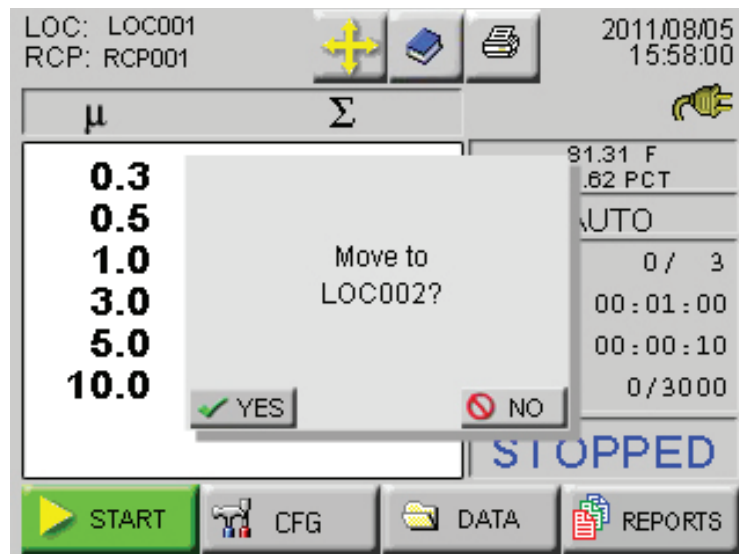 LOC: LOC001
RCP: RCP001
2011/08/05
15:58:00
μ Σ
0.3
0.5
1.0
3.0
5.0
10.0
81.31 F
.62 PCT
AUTO
0/ 3
00:01:00
00:00:10
0/3000
STOPPED
Move to
LOC002?
YES NO
START CFG DATA REPORTS